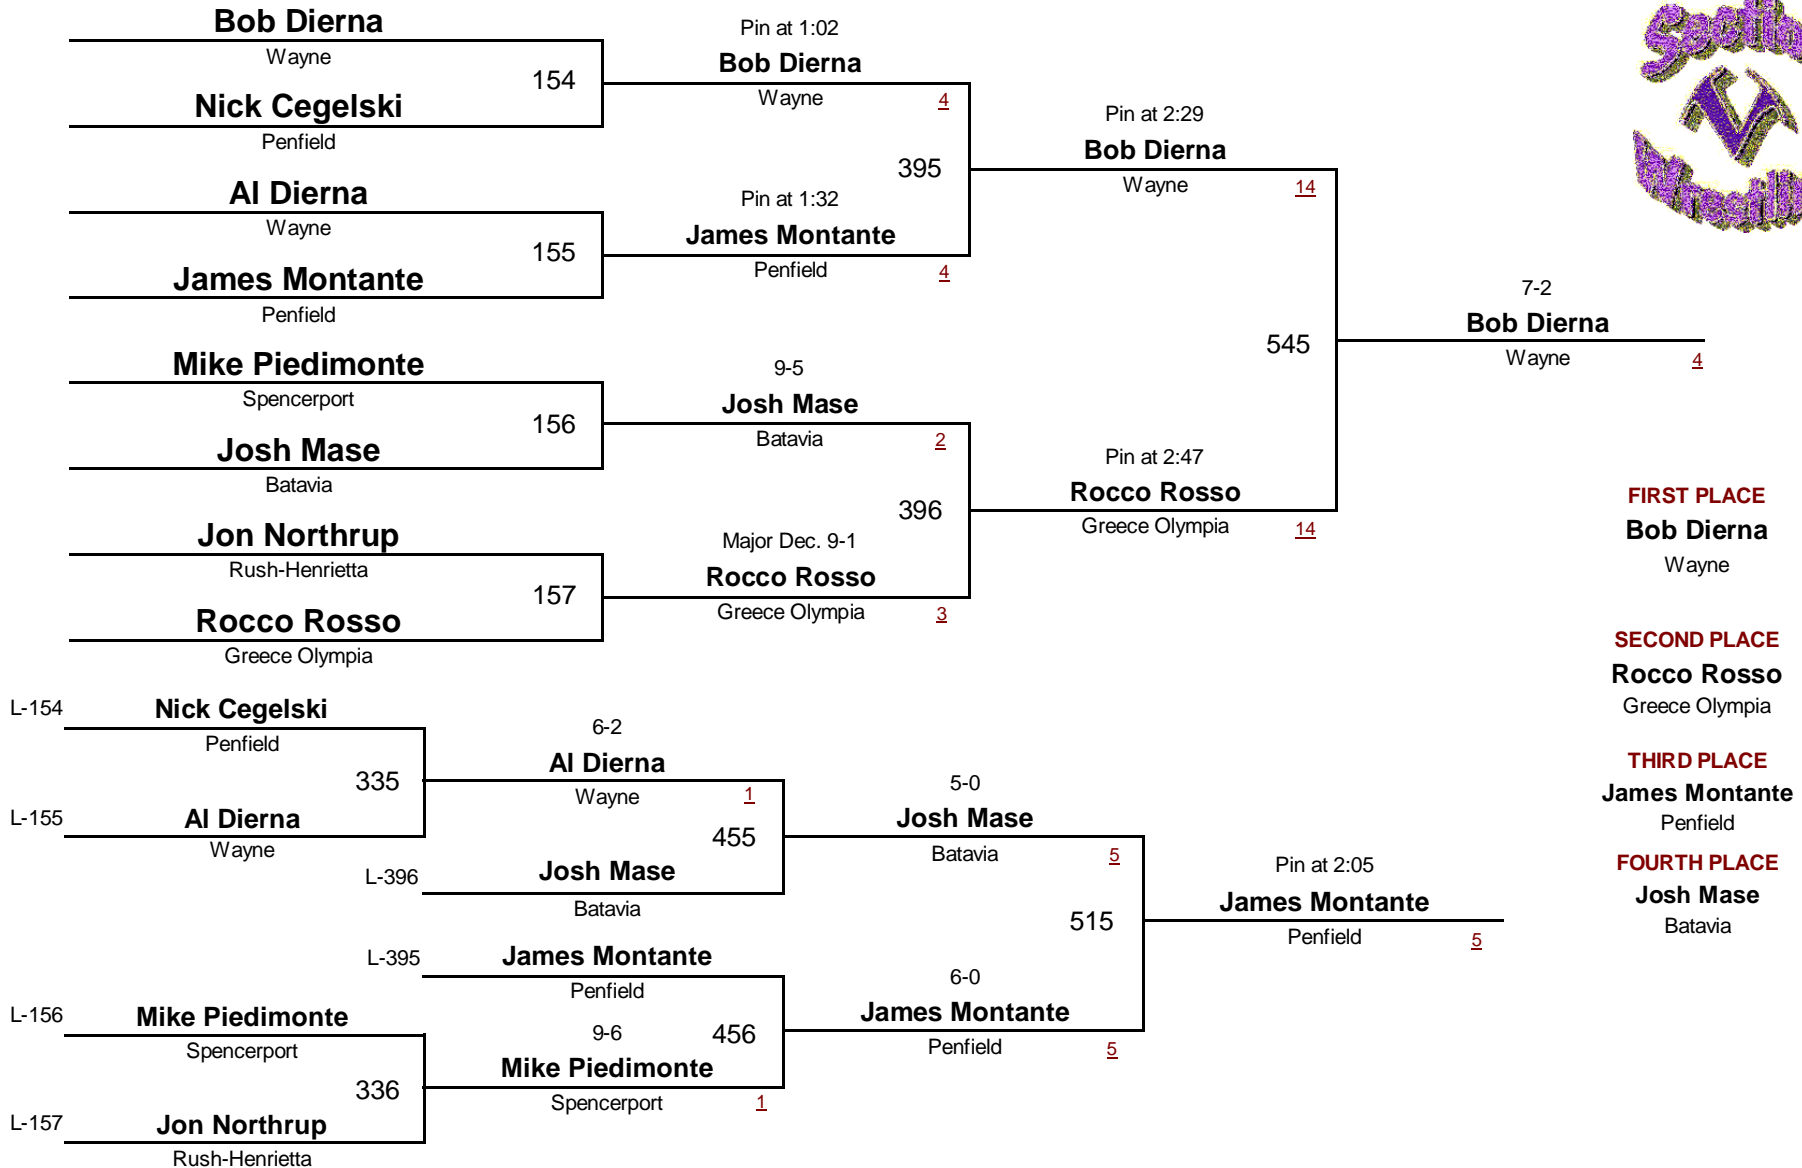 Bob Dierna
Wayne
154
Nick Cegelski
Penfield
Al Dierna
Wayne
155
James Montante
Penfield
Mike Piedimonte
Spencerport
156
Josh Mase
Batavia
Jon Northrup
Rush-Henrietta
157
Rocco Rosso
Greece Olympia
Pin at 1:02
Bob Dierna
Wayne
4
395
Pin at 1:32
James Montante
Penfield
4
9-5
Josh Mase
Batavia
2
396
Major Dec. 9-1
Rocco Rosso
Greece Olympia
3
Pin at 2:29
Bob Dierna
Wayne
14
545
Pin at 2:47
Rocco Rosso
Greece Olympia
14
7-2
Bob Dierna
Wayne
4
V
FIRST PLACE
Bob Dierna
Wayne
SECOND PLACE
Rocco Rosso
Greece Olympia
THIRD PLACE
James Montante
Penfield
FOURTH PLACE
Josh Mase
Batavia
L-154
Nick Cegelski
Penfield
335
L-155
Al Dierna
Wayne
6-2
Al Dierna
Wayne
1
455
L-396
Josh Mase
Batavia
L-395
James Montante
Penfield
456
L-156
Mike Piedimonte
Spencerport
336
L-157
Jon Northrup
Rush-Henrietta
9-6
Mike Piedimonte
Spencerport
1
5-0
Josh Mase
Batavia
5
515
6-0
James Montante
Penfield
5
Pin at 2:05
James Montante
Penfield
5